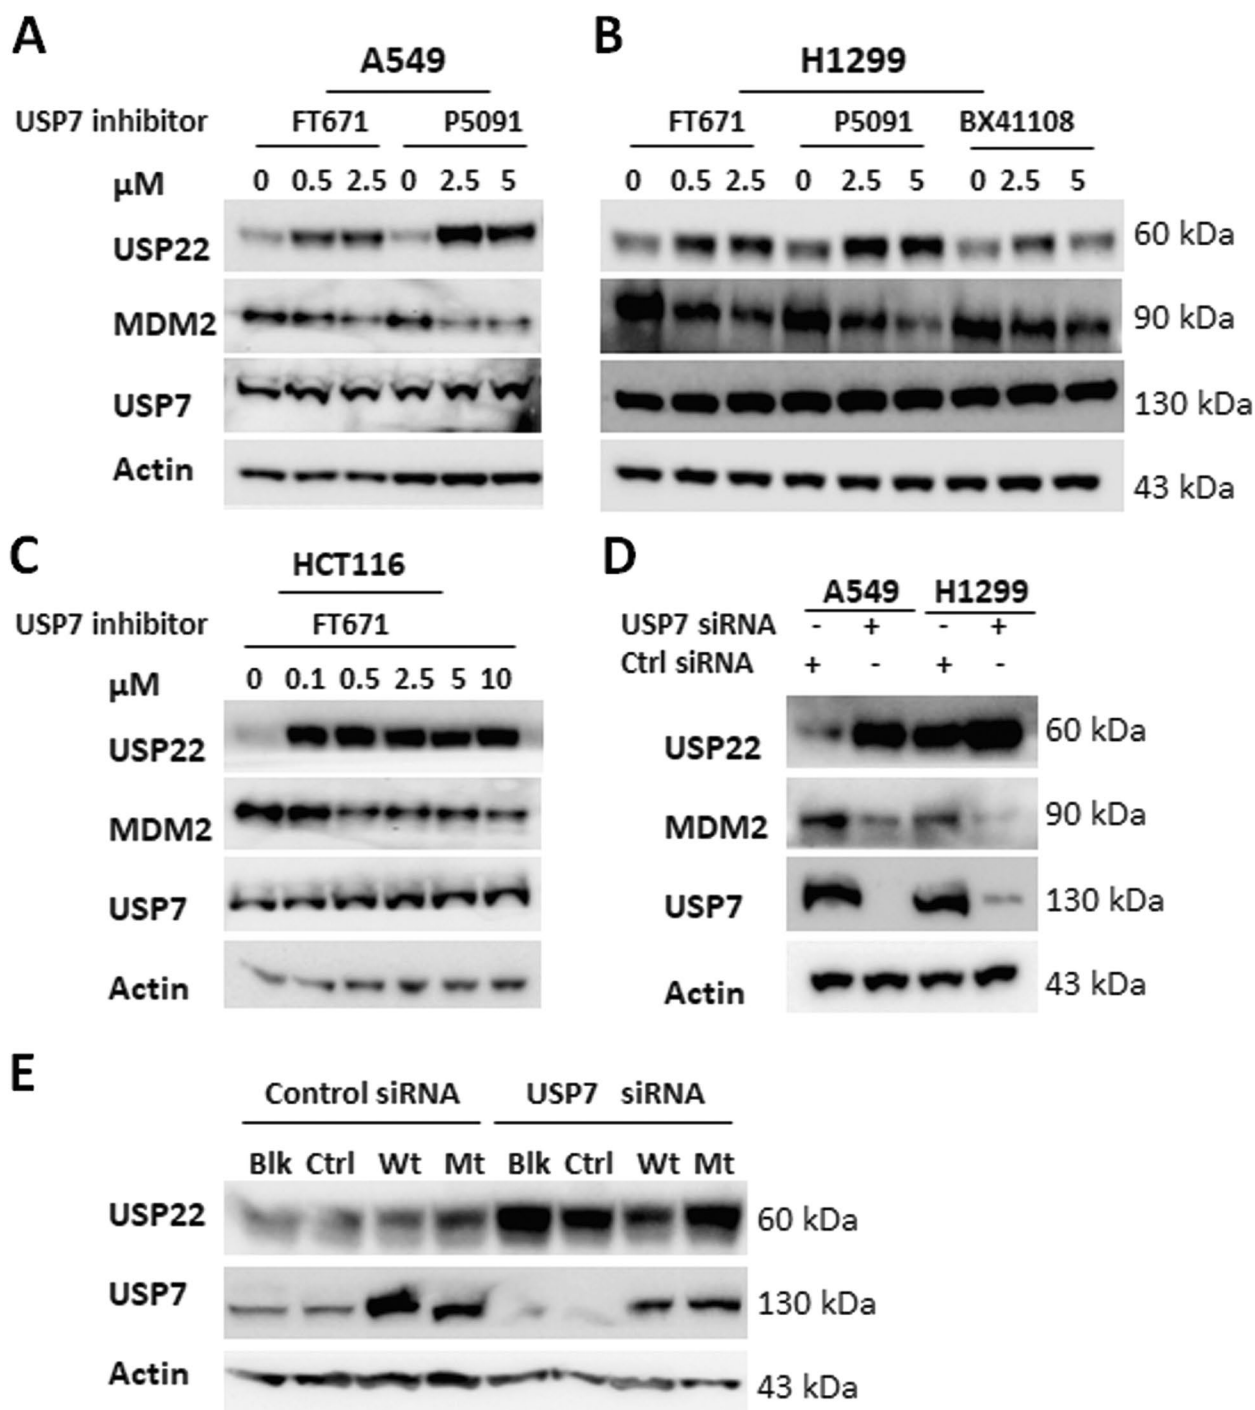 A
A549
USP7 inhibitor FT671 P5091
µM 0 0.5 2.5 0 2.5 5
USP22
MDM2
USP7
Actin
B
H1299
FT671 P5091 BX41108
0 0.5 2.5 0 2.5 5 0 2.5 5
60 kDa
90 kDa
130 kDa
43 kDa
C
HCT116
USP7 inhibitor FT671
µM 0 0.1 0.5 2.5 5 10
USP22
MDM2
USP7
Actin
D
A549 H1299
USP7 siRNA - + - +
Ctrl siRNA + - + -
USP22 60 kDa
MDM2 90 kDa
USP7 130 kDa
Actin 43 kDa
E
Control siRNA USP7 siRNA
Blk Ctrl Wt Mt Blk Ctrl Wt Mt
USP22 60 kDa
USP7 130 kDa
Actin 43 kDa